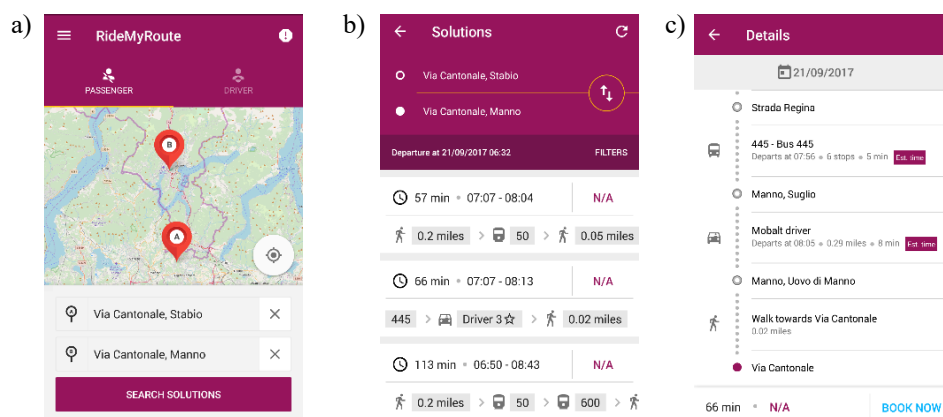 a)
RideMyRoute
PASSENGER
DRIVER
B
A
Via Cantonale, Stabio
Via Cantonale, Manno
SEARCH SOLUTIONS
b)
Solutions
Via Cantonale, Stabio
Via Cantonale, Manno
Departure at 21/09/2017 06:32 FILTERS
57 min • 07:07 - 08:04 N/A
0.2 miles > 50 > 0.05 miles
66 min • 07:07 - 08:13 N/A
445 > Driver 3☆ > 0.02 miles
113 min • 06:50 - 08:43 N/A
0.2 miles > 50 > 600 >
c)
Details
21/09/2017
Strada Regina
445 - Bus 445
Departs at 07:56 • 6 stops • 5 min Est. time
Manno, Suglio
Mobalt driver
Departs at 08:05 • 0.29 miles • 8 min Est. time
Manno, Uovo di Manno
Walk towards Via Cantonale
0.02 miles
Via Cantonale
66 min • N/A BOOK NOW